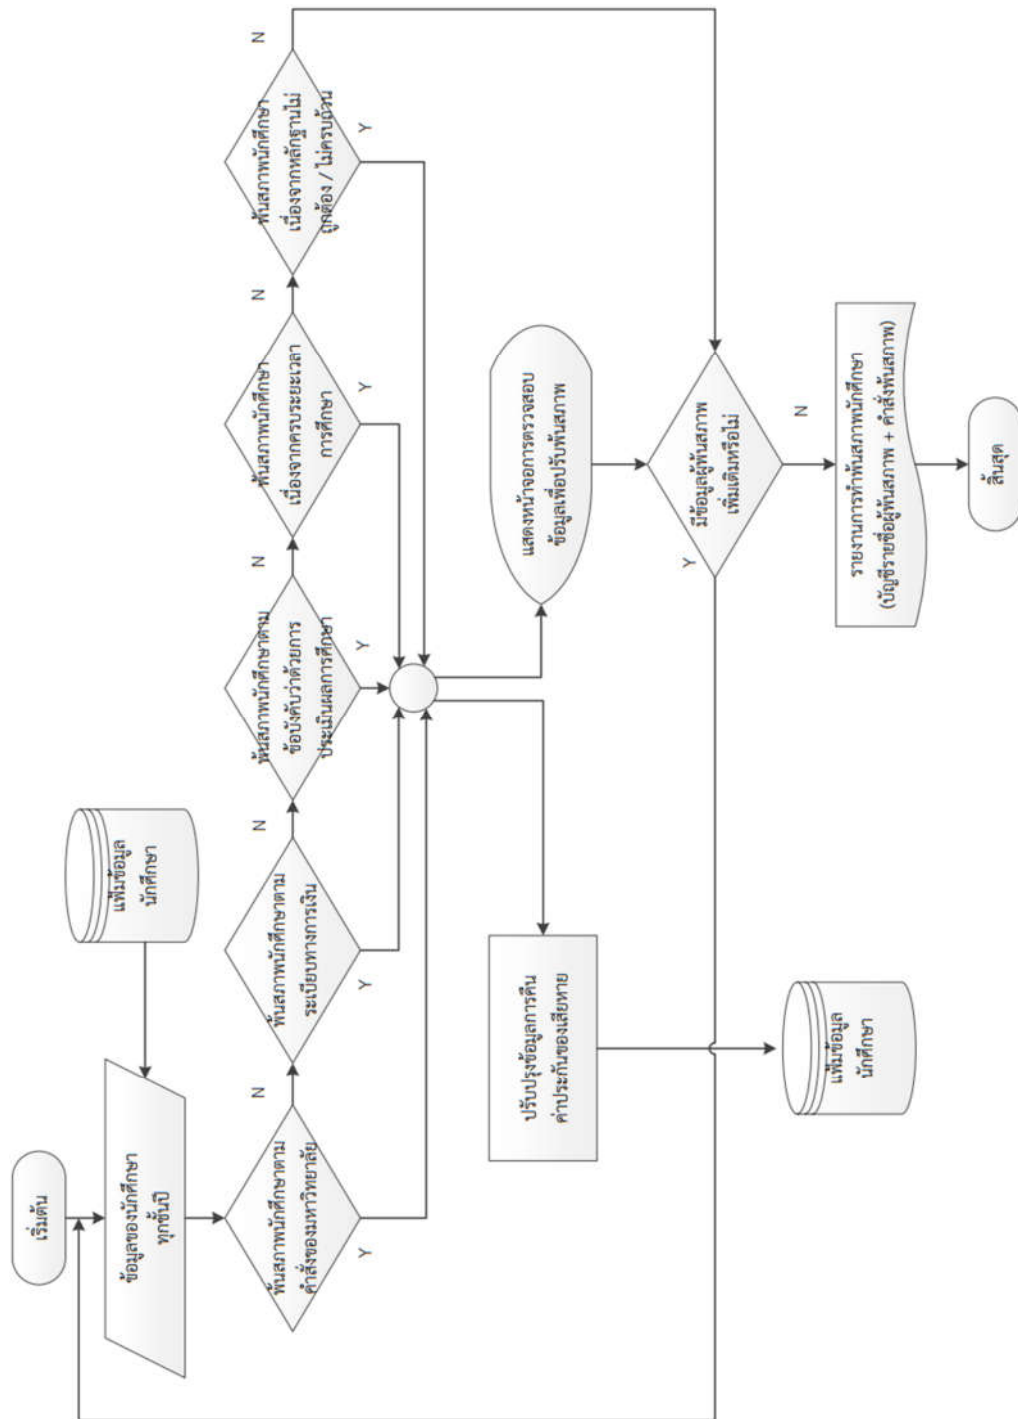 เริ่มต้น
ข้อมูลของนักศึกษา
ทุกชั้นปี
แฟ้มข้อมูล
นักศึกษา
พ้นสภาพนักศึกษาตาม
คำสั่งของมหาวิทยาลัย
N
Y
พ้นสภาพนักศึกษาตาม
ระเบียบทางการเงิน
N
Y
พ้นสภาพนักศึกษาตาม
ข้อบังคับว่าด้วยการ
ประเมินผลการศึกษา
N
Y
พ้นสภาพนักศึกษา
เนื่องจากครบระยะเวลา
การศึกษา
N
Y
พ้นสภาพนักศึกษา
เนื่องจากหลักฐานไม่
ถูกต้อง / ไม่ครบถ้วน
N
Y
ปรับปรุงข้อมูลการคืน
ค่าประกันของเสียหาย
แฟ้มข้อมูล
นักศึกษา
แสดงหน้าจอการตรวจสอบ
ข้อมูลเพื่อปรับพ้นสภาพ
มีข้อมูลผู้พ้นสภาพ
เพิ่มเติมหรือไม่
Y
N
รายงานการทำพ้นสภาพนักศึกษา
(บัญชีรายชื่อผู้พ้นสภาพ + คำสั่งพ้นสภาพ)
สิ้นสุด